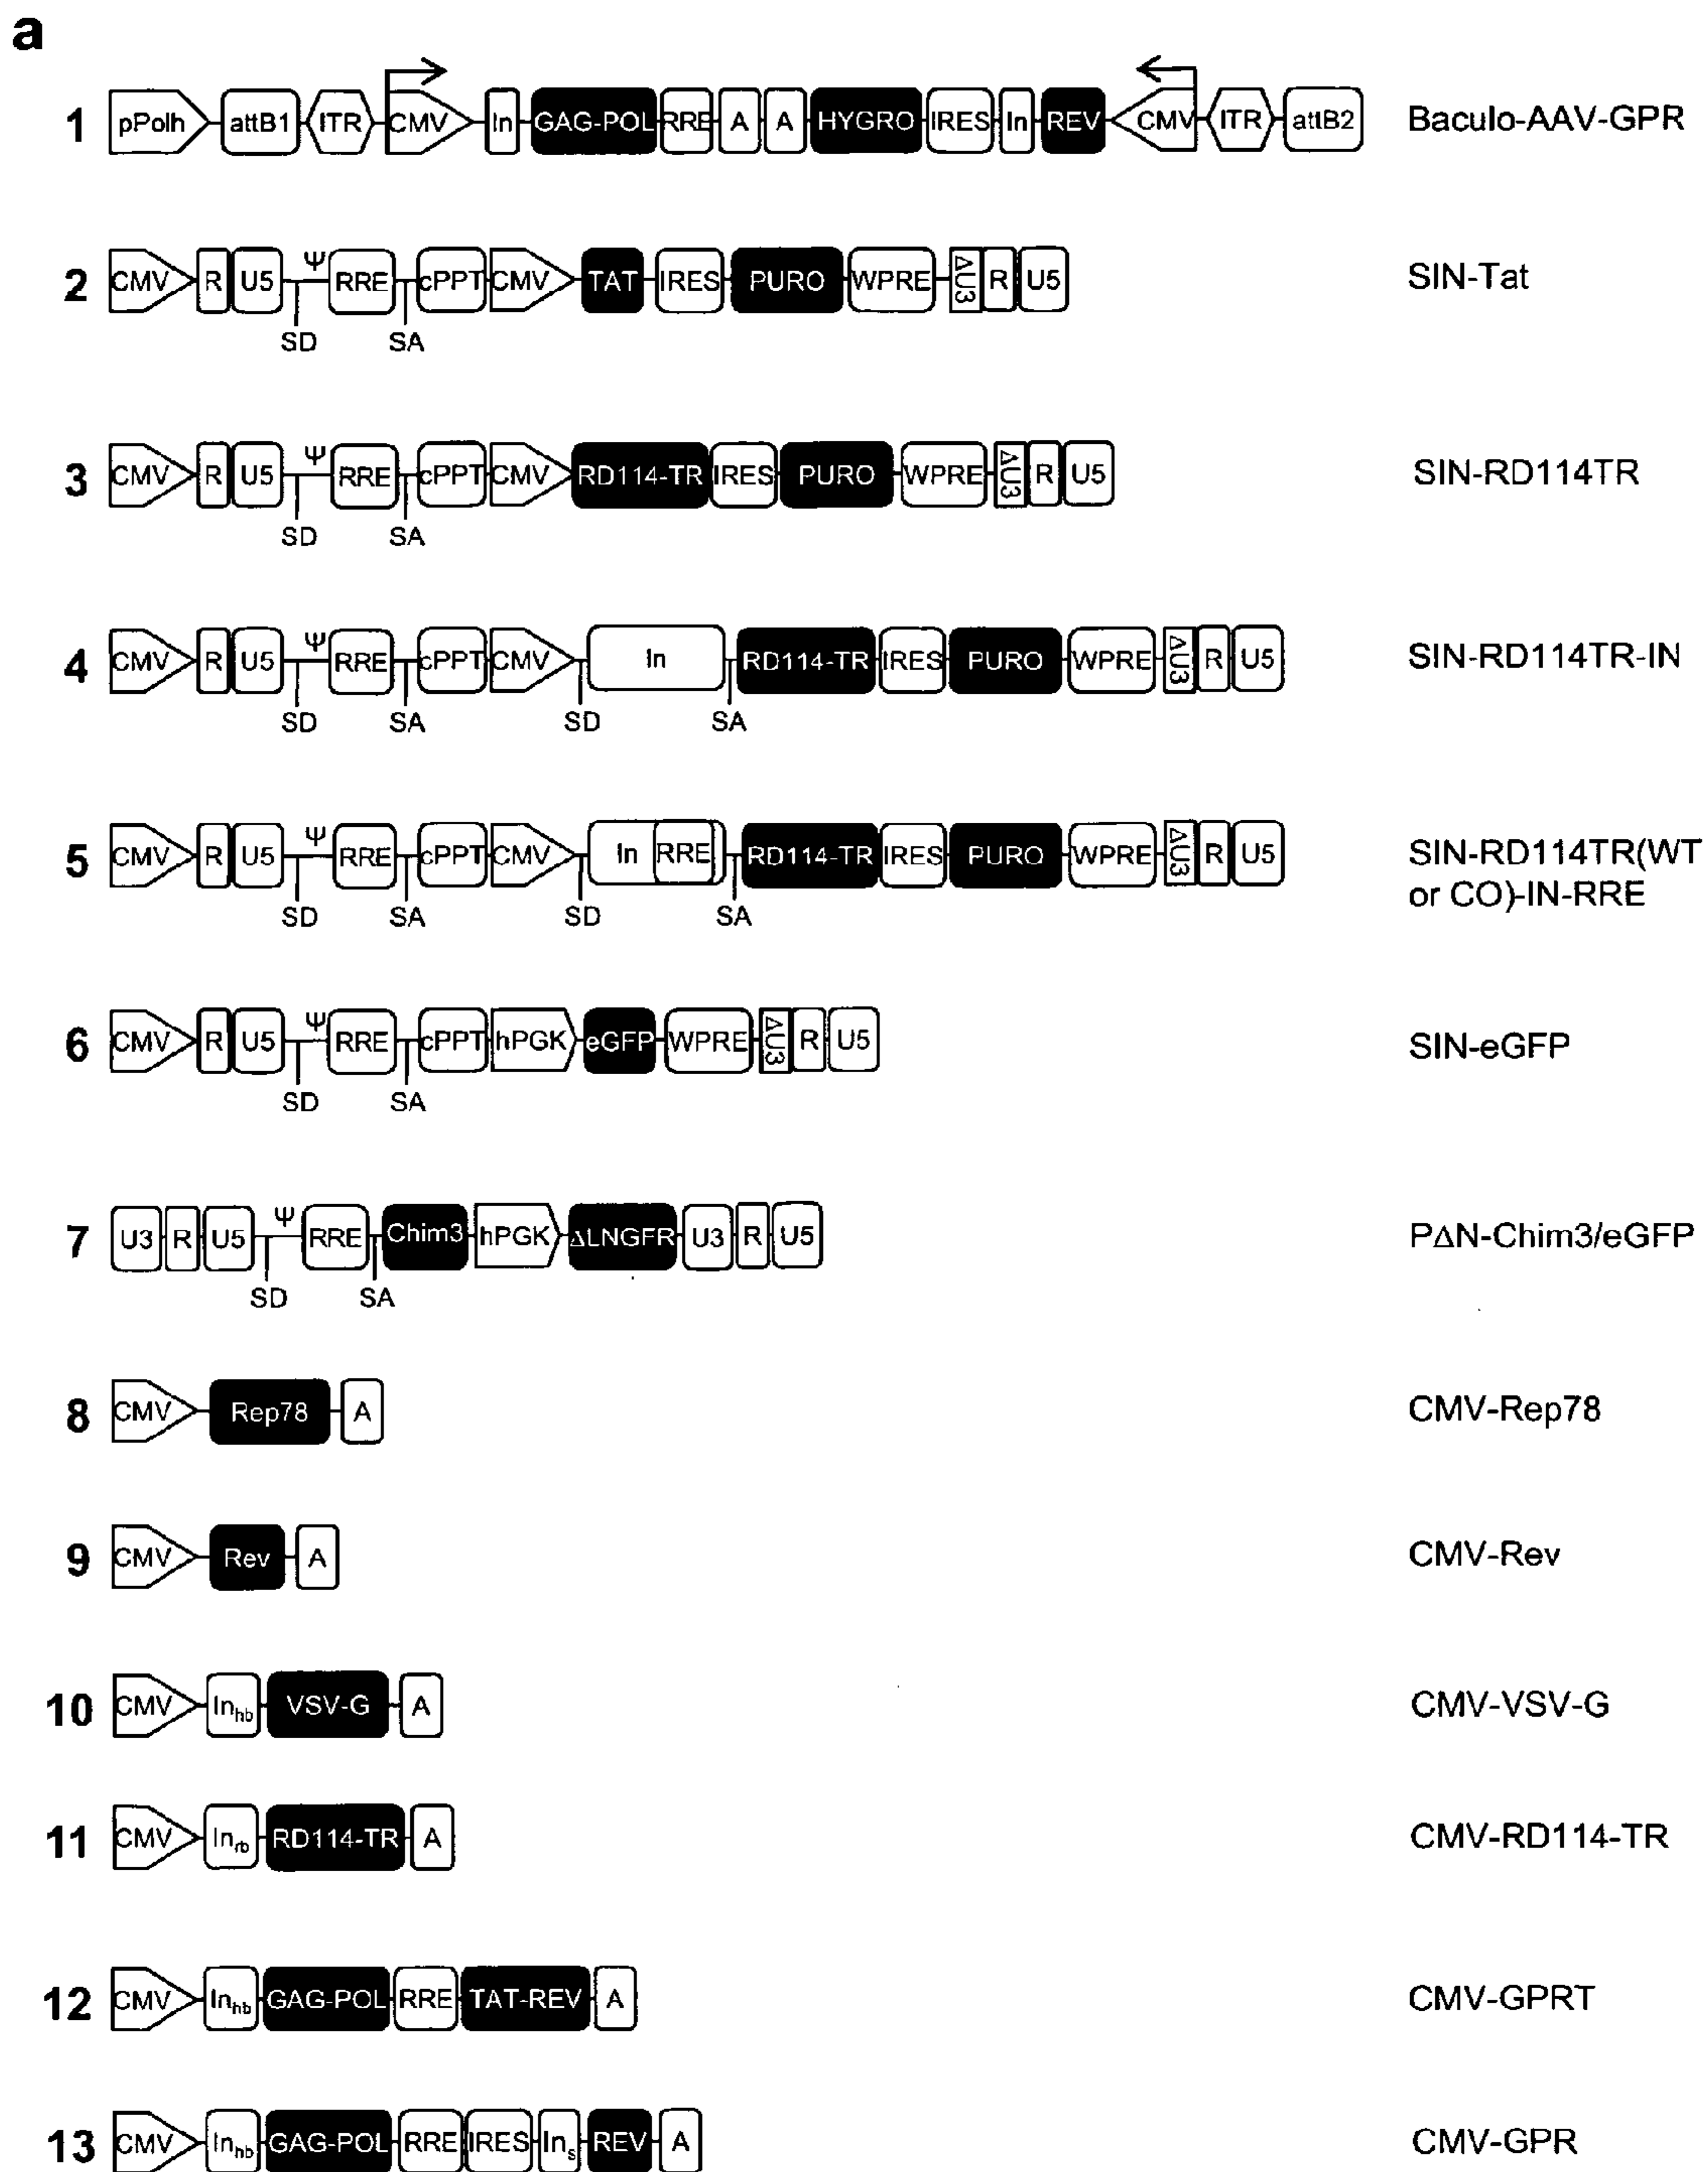 a
1 pPolh attB1 ITR CMV In GAG-POL RRE A A HYGRO IRES In REV CMV ITR attB2 Baculo-AAV-GPR
2 CMV R U5 Ψ RRE cPPT CMV TAT IRES PURO WPRE ΔU3 R U5 SIN-Tat
SD SA
3 CMV R U5 Ψ RRE cPPT CMV RD114-TR IRES PURO WPRE ΔU3 R U5 SIN-RD114TR
SD SA
4 CMV R U5 Ψ RRE cPPT CMV In RD114-TR IRES PURO WPRE ΔU3 R U5 SIN-RD114TR-IN
SD SA SD SA
5 CMV R U5 Ψ RRE cPPT CMV In RRE RD114-TR IRES PURO WPRE ΔU3 R U5 SIN-RD114TR(WT
or CO)-IN-RRE
SD SA SD SA
6 CMV R U5 Ψ RRE cPPT hPGK eGFP WPRE ΔU3 R U5 SIN-eGFP
SD SA
7 U3 R U5 Ψ RRE Chim3 hPGK ΔLNGFR U3 R U5 PΔN-Chim3/eGFP
SD SA
8 CMV Rep78 A CMV-Rep78
9 CMV Rev A CMV-Rev
10 CMV Inhb VSV-G A CMV-VSV-G
11 CMV Inrb RD114-TR A CMV-RD114-TR
12 CMV Inhb GAG-POL RRE TAT-REV A CMV-GPRT
13 CMV Inhb GAG-POL RRE IRES Ins REV A CMV-GPR